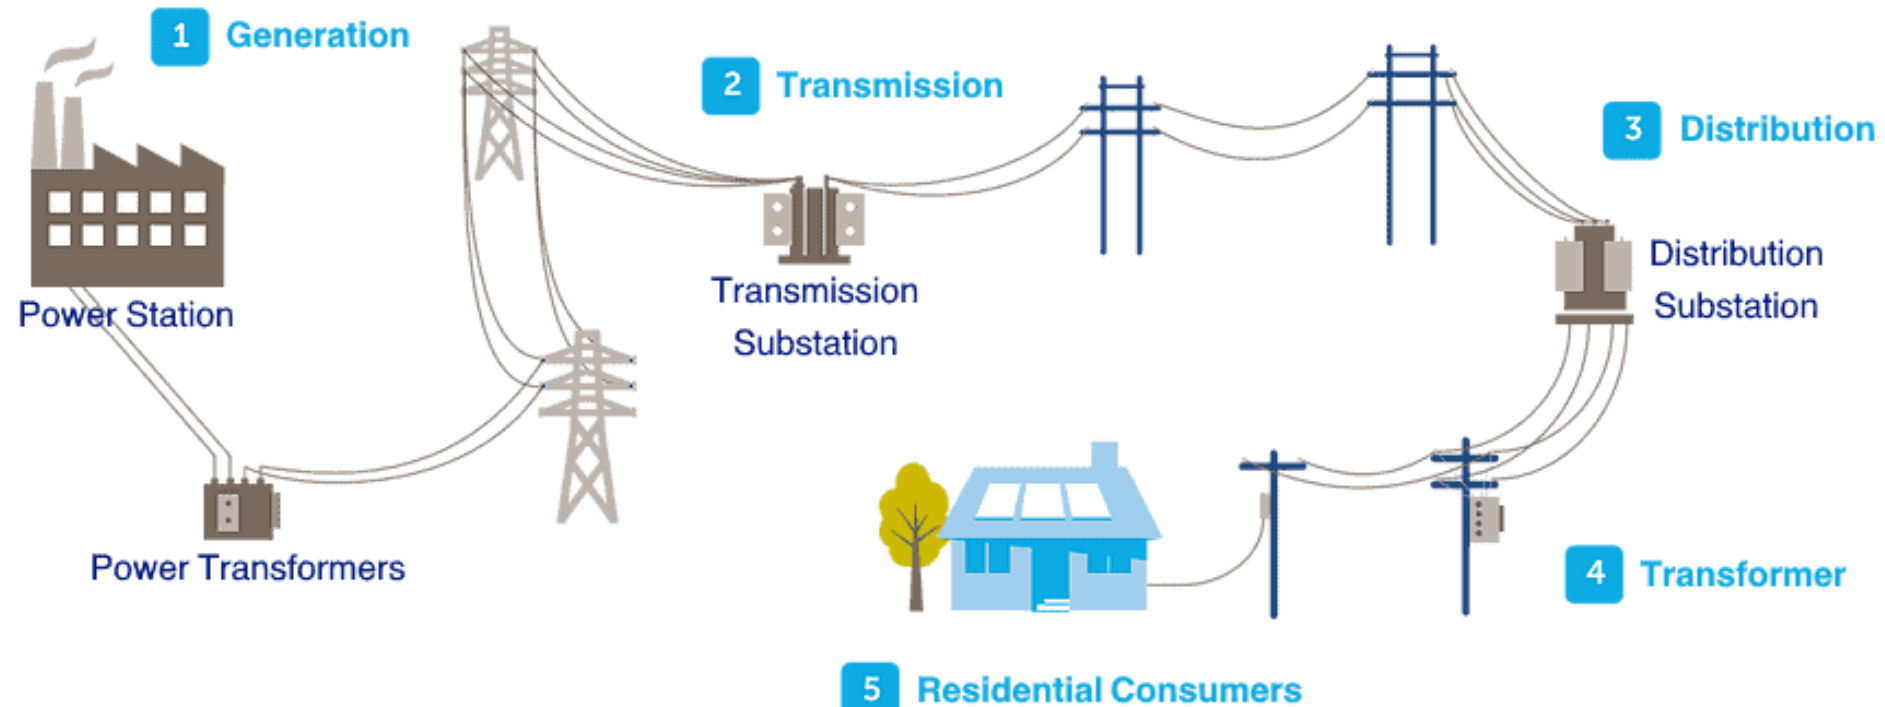 1 Generation
2 Transmission
3 Distribution
Power Station
Transmission
Substation
Distribution
Substation
Power Transformers
4 Transformer
5 Residential Consumers